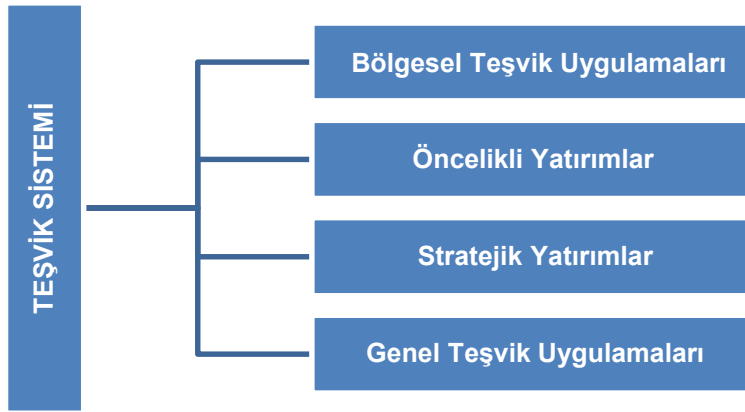 TEŞVİK SİSTEMİ
Bölgesel Teşvik Uygulamaları
Öncelikli Yatırımlar
Stratejik Yatırımlar
Genel Teşvik Uygulamaları